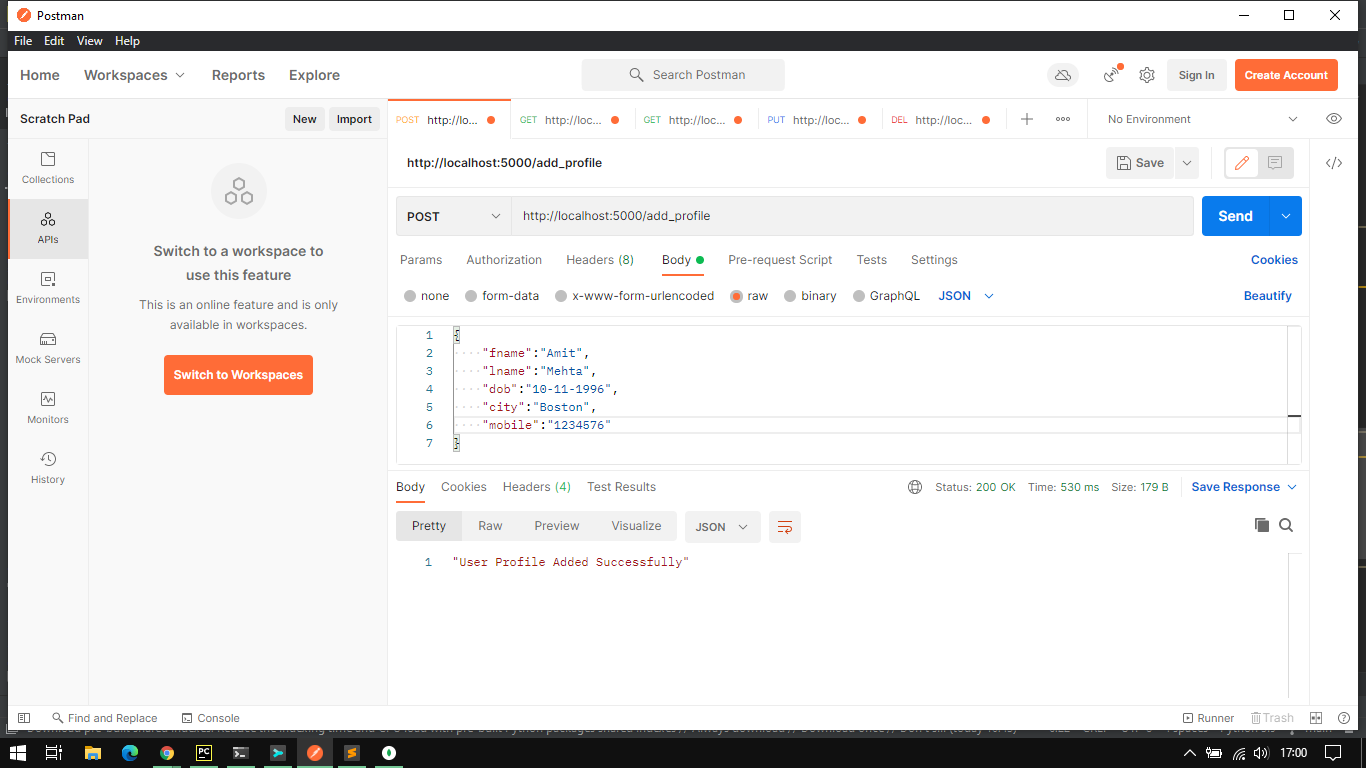 Postman
File Edit View Help
Home Workspaces Reports Explore Search Postman Sign In Create Account
Scratch Pad New Import
POST http://lo... GET http://loc... GET http://loc... PUT http://loc... DEL http://loc... No Environment
http://localhost:5000/add_profile Save
POST http://localhost:5000/add_profile Send
Params Authorization Headers (8) Body Pre-request Script Tests Settings Cookies
none form-data x-www-form-urlencoded raw binary GraphQL JSON Beautify
1 {
2 "fname":"Amit",
3 "lname":"Mehta",
4 "dob":"10-11-1996",
5 "city":"Boston",
6 "mobile":"1234576"
7 }
Collections
APIs
Environments
Mock Servers
Monitors
History
Switch to a workspace to
use this feature
This is an online feature and is only
available in workspaces.
Switch to Workspaces
Body Cookies Headers (4) Test Results Status: 200 OK Time: 530 ms Size: 179 B Save Response
Pretty Raw Preview Visualize JSON
1 "User Profile Added Successfully"
Find and Replace Console Runner Trash
PC
17:00